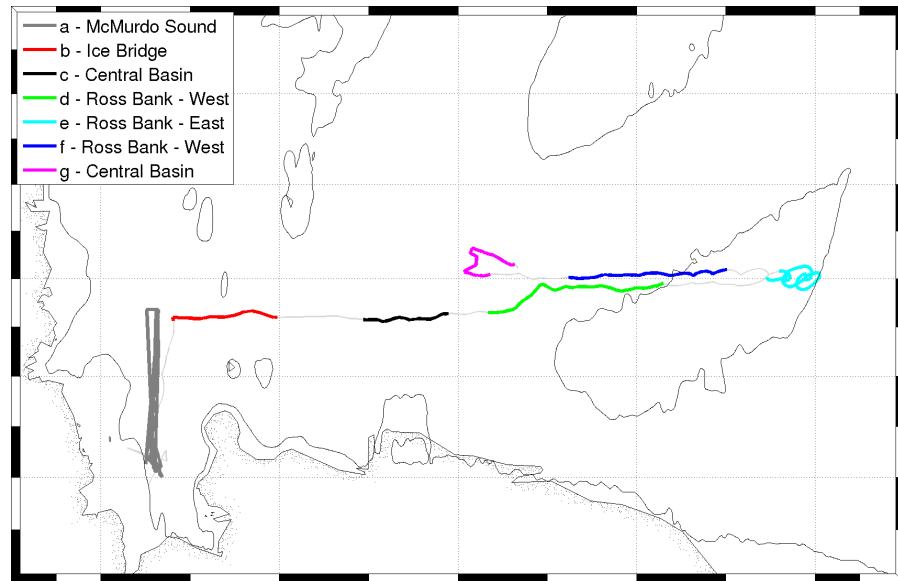 a - McMurdo Sound
b - Ice Bridge
c - Central Basin
d - Ross Bank - West
e - Ross Bank - East
f - Ross Bank - West
g - Central Basin